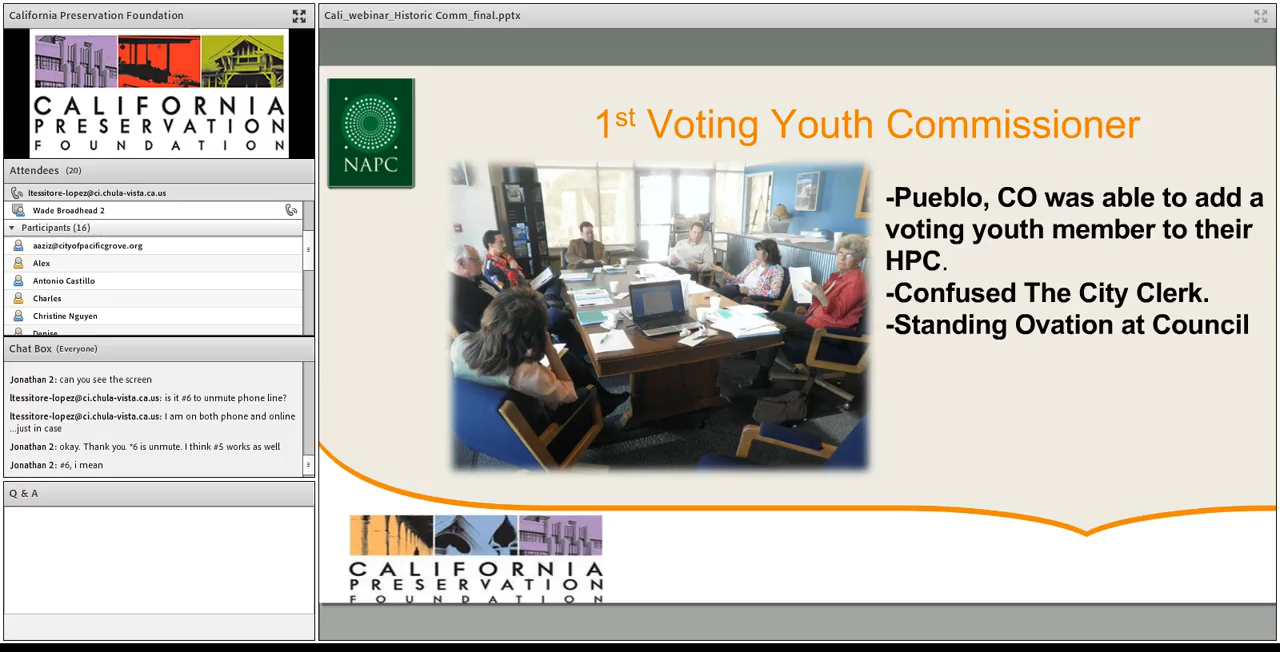 California Preservation Foundation
CALIFORNIA
PRESERVATION
FOUNDATION
Attendees (20)
ltessitore-lopez@ci.chula-vista.ca.us
Wade Broadhead 2
Participants (16)
aaziz@cityofpacificgrove.org
Alex
Antonio Castillo
Charles
Christine Nguyen
Denise
Chat Box (Everyone)
Jonathan 2: can you see the screen
ltessitore-lopez@ci.chula-vista.ca.us: is it #6 to unmute phone line?
ltessitore-lopez@ci.chula-vista.ca.us: I am on both phone and online
...just in case
Jonathan 2: okay. Thank you. *6 is unmute. I think #5 works as well
Jonathan 2: #6, i mean
Q & A
Cali_webinar_Historic Comm_final.pptx
NAPC
1st Voting Youth Commissioner
-Pueblo, CO was able to add a
voting youth member to their
HPC.
-Confused The City Clerk.
-Standing Ovation at Council
CALIFORNIA
PRESERVATION
FOUNDATION